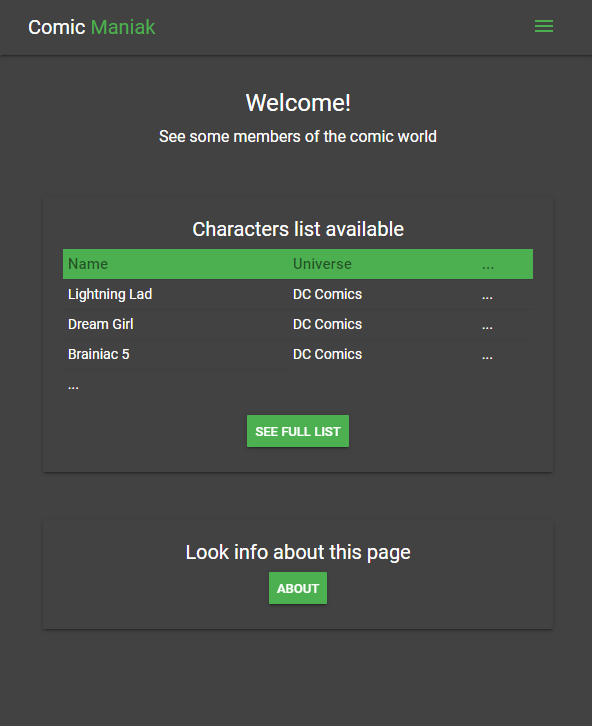 Comic Maniak
Welcome!
See some members of the comic world
Characters list available
Name Universe ...
Lightning Lad DC Comics ...
Dream Girl DC Comics ...
Brainiac 5 DC Comics ...
...
SEE FULL LIST
Look info about this page
ABOUT